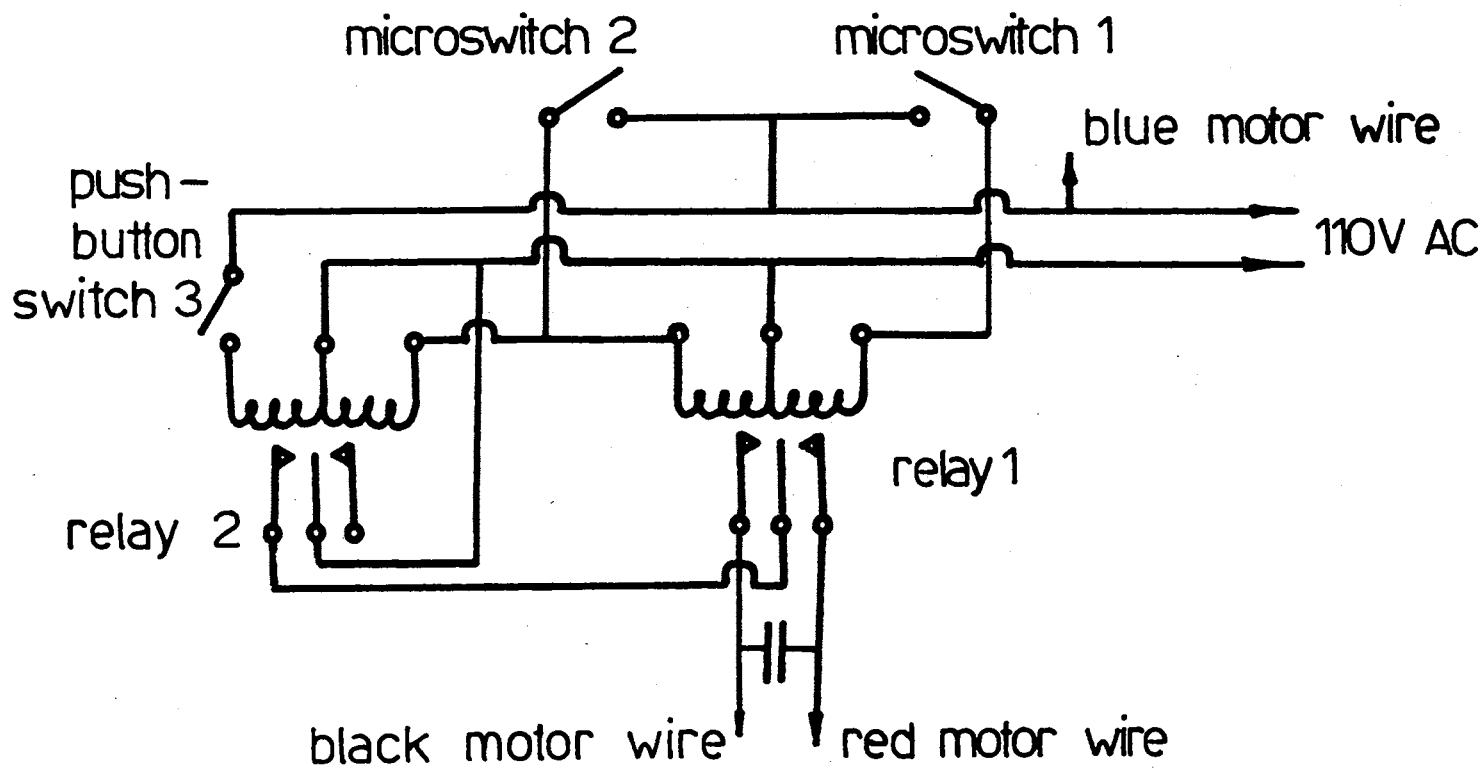 microswitch 2
microswitch 1
blue motor wire
push-
button
switch 3
110V AC
relay 1
relay 2
black motor wire
red motor wire